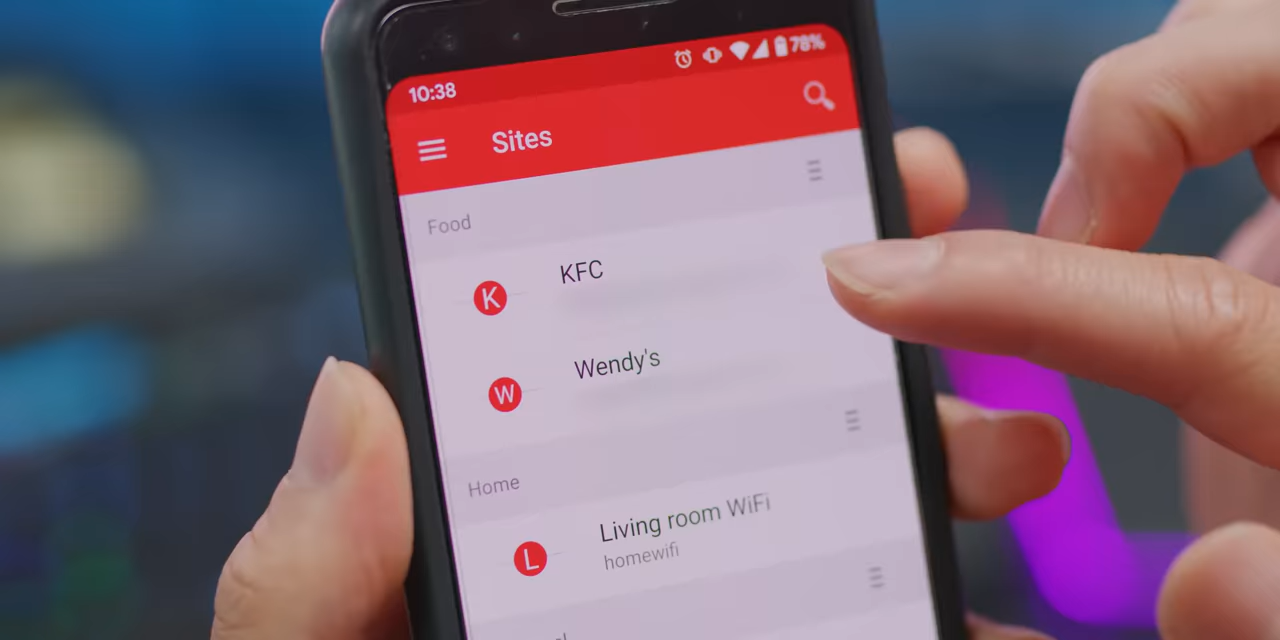 10:38
78%
Sites
Food
K
KFC
W
Wendy's
Home
L
Living room WiFi
homewifi